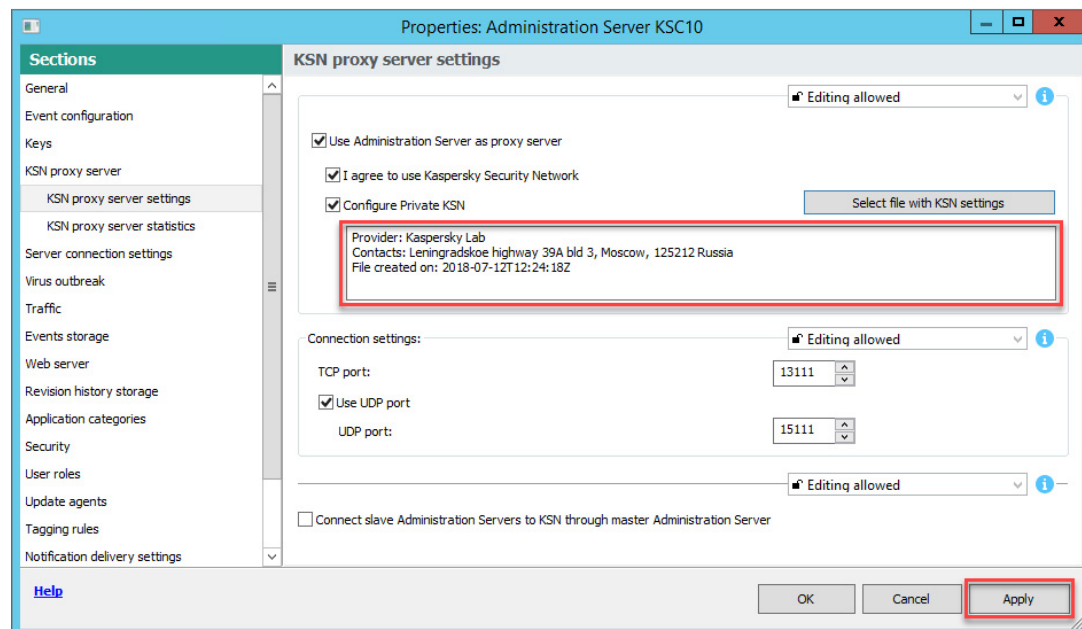 Properties: Administration Server KSC10
x
Sections
General
Event configuration
Keys
KSN proxy server
KSN proxy server settings
KSN proxy server statistics
Server connection settings
Virus outbreak
Traffic
Events storage
Web server
Revision history storage
Application categories
Security
User roles
Update agents
Tagging rules
Notification delivery settings
KSN proxy server settings
Editing allowed
Use Administration Server as proxy server
I agree to use Kaspersky Security Network
Configure Private KSN
Select file with KSN settings
Provider: Kaspersky Lab
Contacts: Leningradskoe highway 39A bld 3, Moscow, 125212 Russia
File created on: 2018-07-12T12:24:18Z
Connection settings:
Editing allowed
TCP port:
13111
Use UDP port
UDP port:
15111
Editing allowed
Connect slave Administration Servers to KSN through master Administration Server
Help
OK
Cancel
Apply